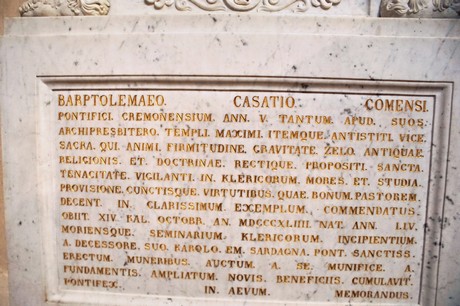 BARPTOLEMAEO. CASATIO. COMENSI.
PONTIFICI. CREMONENSIUM. ANN. V. TANTUM. APUD. SUOS.
ARCHIPRESBITERO. TEMPLI. MAXIMI. ITEMQUE. ANTISTITI. VICE.
SACRA. QUI. ANIMI. FIRMITUDINE. GRAVITATE. ZELO. ANTIQUAE.
RELIGIONIS. ET. DOCTRINAE. RECTIQUE. PROPOSITI. SANCTA.
TENACITATE. VIGILANTI. IN. KLERICORUM. MORES. ET. STUDIA.
PROVISIONE. CUNCTISQUE. VIRTUTIBUS. QUAE. BONUM. PASTOREM.
DECENT. IN. CLARISSIMUM. EXCEMPLUM. COMMENDATUS.
OBIIT. XIV. KAL. OCTOBR. AN. MDCCCXLIIII. NAT. ANN. LIV.
MORIENSQUE. SEMINARIUM. KLERICORUM. INCIPIENTIUM.
A. DECESSORE. SUO. KAROLO. EM. SARDAGNA. PONT. SANCTISS.
ERECTUM. MUNERIBUS. AUCTUM. A. SE. MUNIFICE. A.
FUNDAMENTIS. AMPLIATUM. NOVIS. BENEFICIIS. CUMULAVIT.
PONTIFEX. IN. AEVUM. MEMORANDUS.